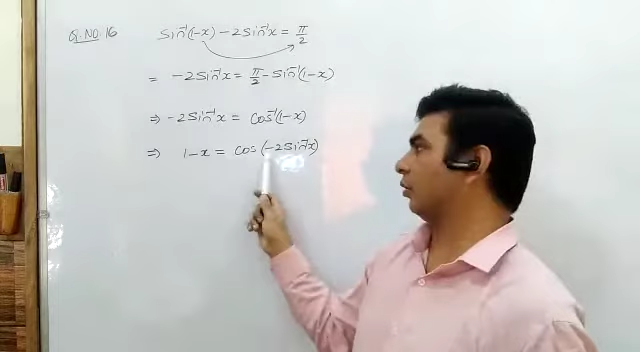 Q.NO.16 sin⁻¹(1-x) - 2sin⁻¹x = π/2
= -2sin⁻¹x = π/2 - sin⁻¹(1-x)
⇒ -2sin⁻¹x = cos⁻¹(1-x)
⇒ 1-x = cos(-2sin⁻¹x)